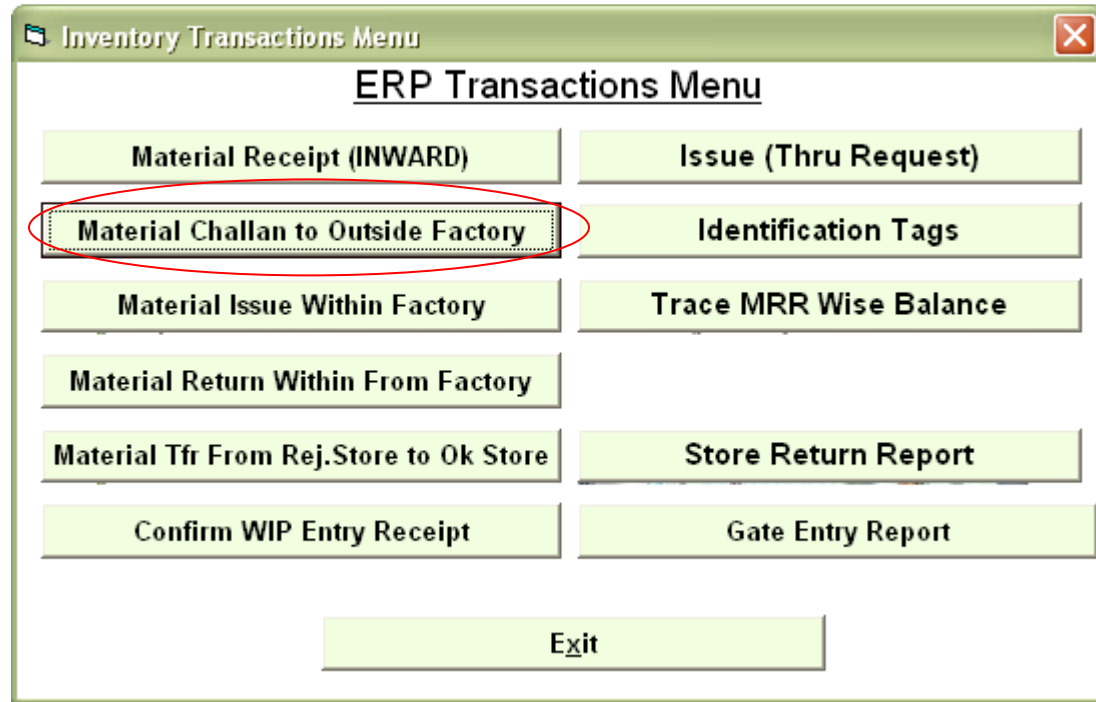 Inventory Transactions Menu
ERP Transactions Menu
Material Receipt (INWARD)
Issue (Thru Request)
Material Challan to Outside Factory
Identification Tags
Material Issue Within Factory
Trace MRR Wise Balance
Material Return Within From Factory
Material Tfr From Rej.Store to Ok Store
Store Return Report
Confirm WIP Entry Receipt
Gate Entry Report
Exit